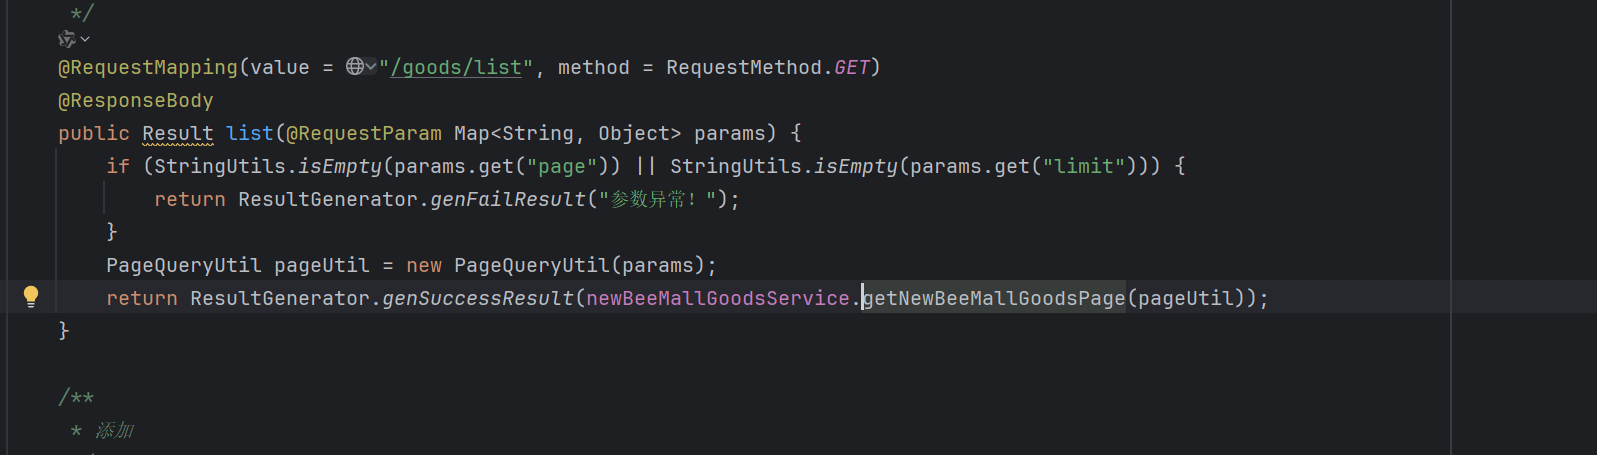 */
@RequestMapping(value = "/goods/list", method = RequestMethod.GET)
@ResponseBody
public Result list(@RequestParam Map<String, Object> params) {
if (StringUtils.isEmpty(params.get("page")) || StringUtils.isEmpty(params.get("limit"))) {
return ResultGenerator.genFailResult("参数异常！");
}
PageQueryUtil pageUtil = new PageQueryUtil(params);
return ResultGenerator.genSuccessResult(newBeeMallGoodsService.getNewBeeMallGoodsPage(pageUtil));
}
/**
* 添加